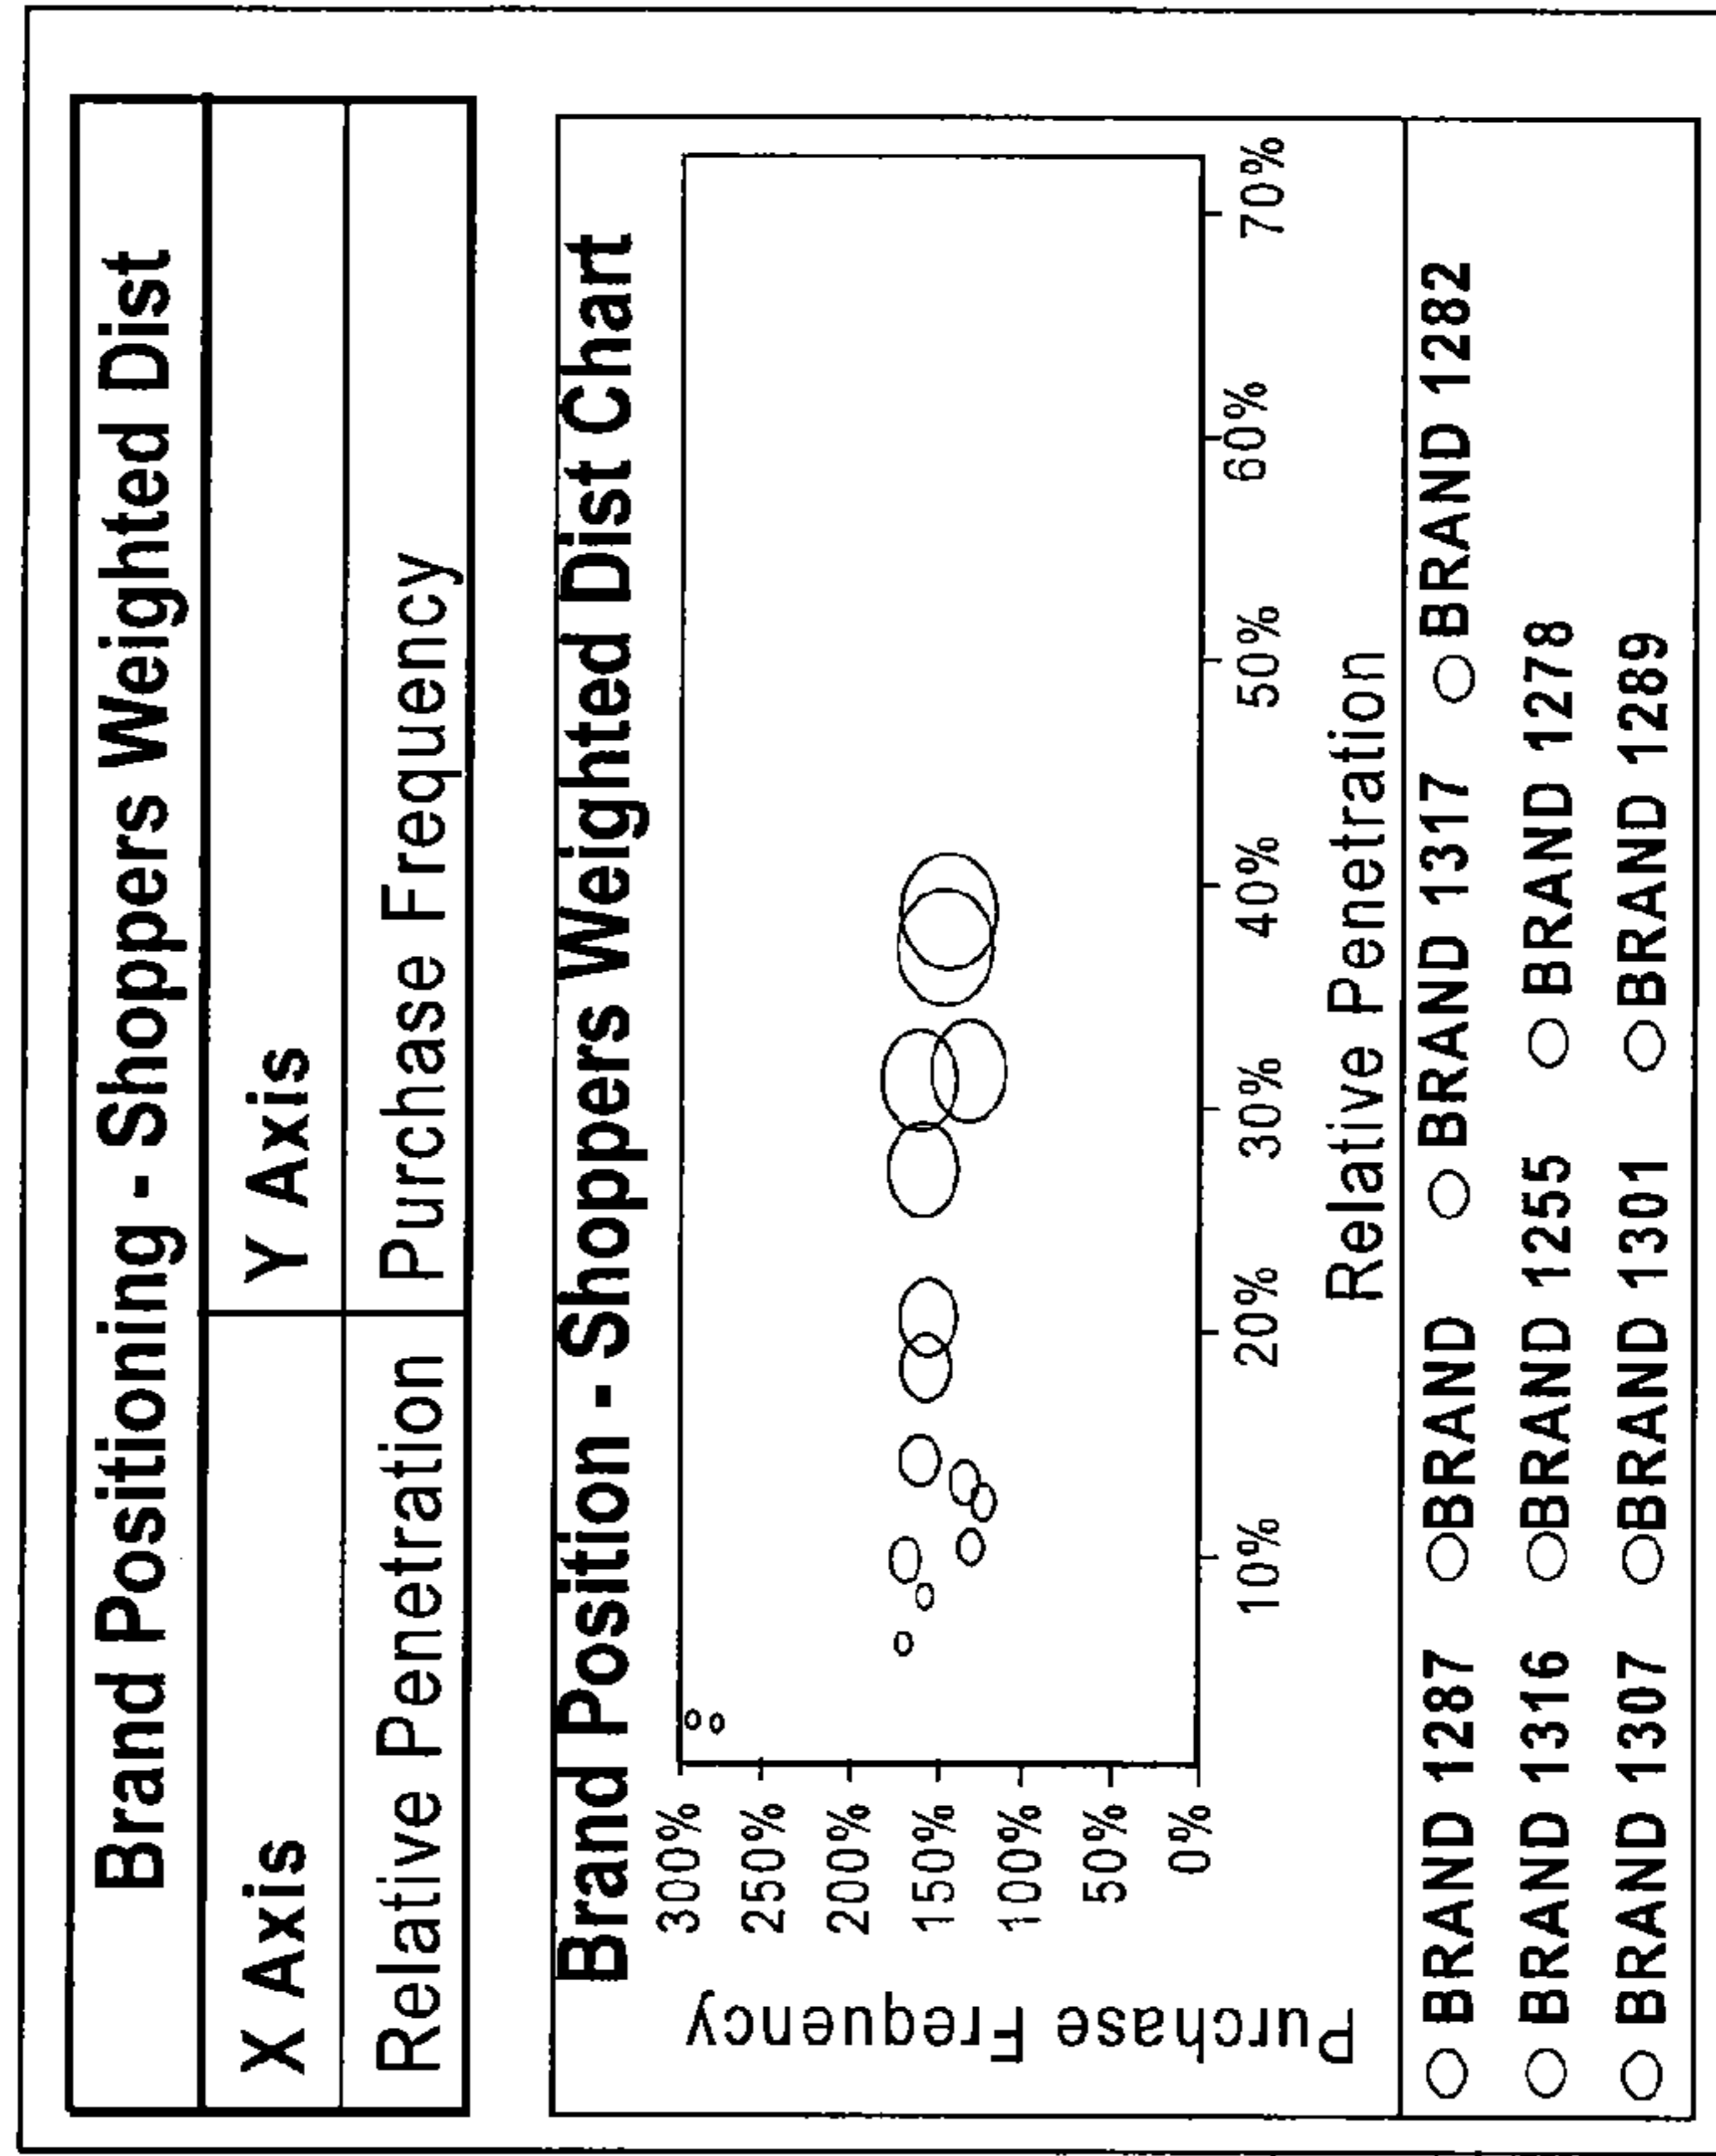 Brand Positioning - Shoppers Weighted Dist
X Axis Y Axis
Relative Penetration Purchase Frequency
Brand Position - Shoppers Weighted Dist Chart
Purchase Frequency
300%
250%
200%
150%
100%
50%
0%
10% 20% 30% 40% 50% 60% 70%
Relative Penetration
BRAND 1287 BRAND BRAND 1317 BRAND 1282
BRAND 1316 BRAND 1255 BRAND 1278
BRAND 1307 BRAND 1301 BRAND 1289